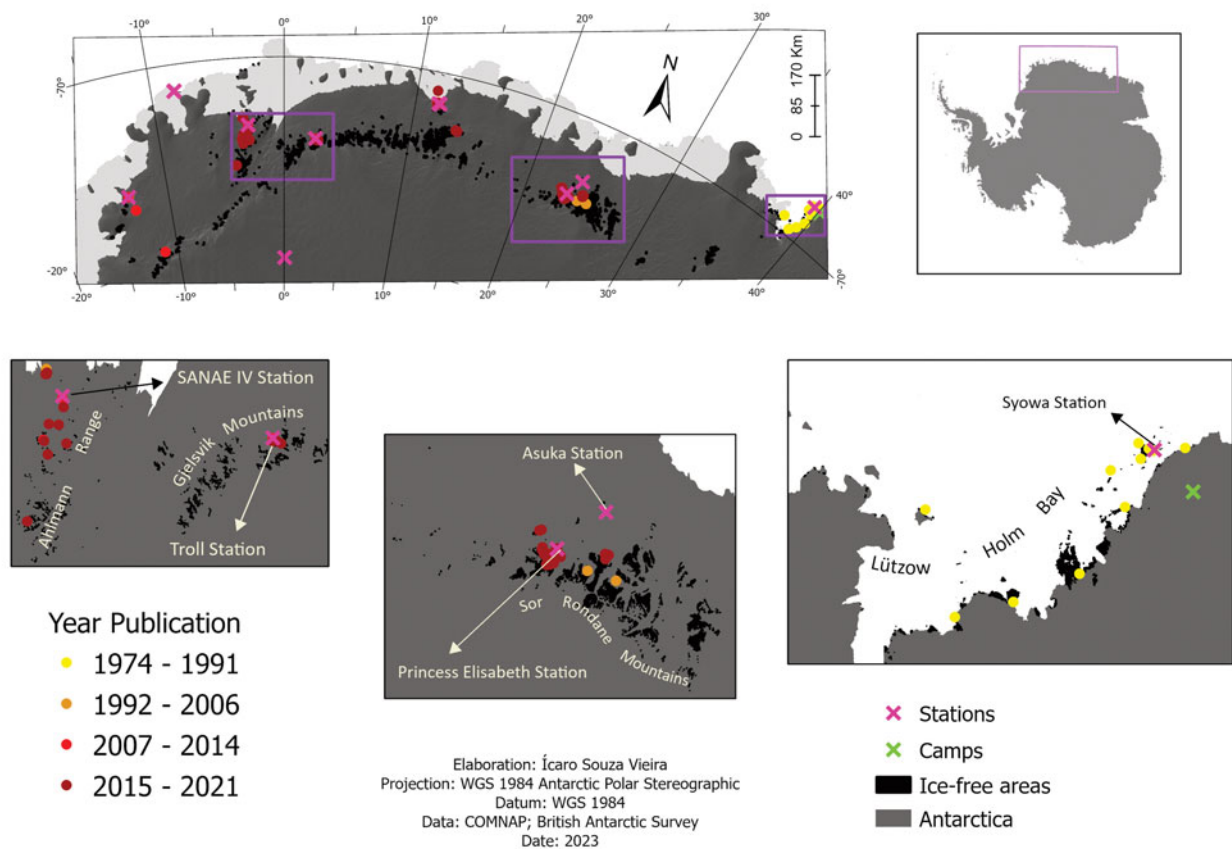 -10°
0°
10°
20°
30°
-70°
N
0 85 170 Km
40°
-70°
-20°
-20°
-10°
0°
10°
20°
30°
SANAE IV Station
Ahlmann Range
Gjelsvik Mountains
Troll Station
Asuka Station
Sor Rondane Mountains
Princess Elisabeth Station
Syowa Station
Lützow Holm Bay
Year Publication
1974 - 1991
1992 - 2006
2007 - 2014
2015 - 2021
Elaboration: Ícaro Souza Vieira
Projection: WGS 1984 Antarctic Polar Stereographic
Datum: WGS 1984
Data: COMNAP; British Antarctic Survey
Date: 2023
Stations
Camps
Ice-free areas
Antarctica